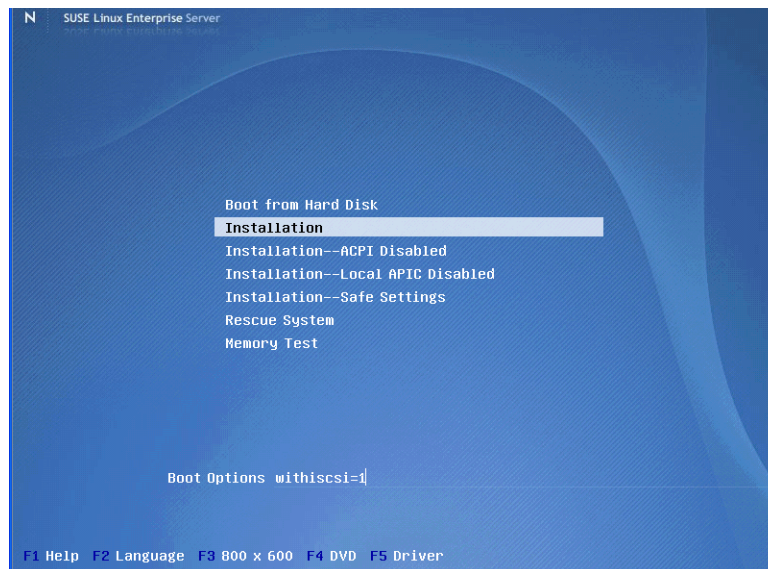 N SUSE Linux Enterprise Server
Boot from Hard Disk
Installation
Installation--ACPI Disabled
Installation--Local APIC Disabled
Installation--Safe Settings
Rescue System
Memory Test
Boot Options withiscsi=1
F1 Help F2 Language F3 800 x 600 F4 DVD F5 Driver